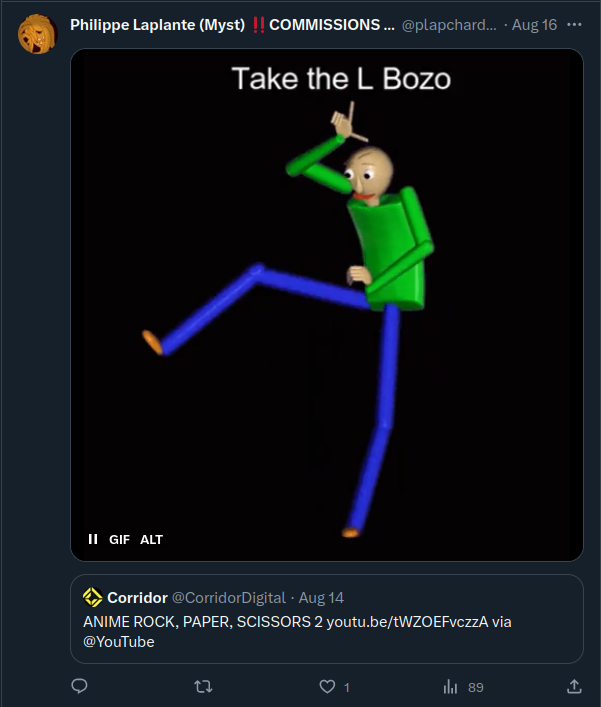 Philippe Laplante (Myst) ‼️ COMMISSIONS ... @plapchard... · Aug 16
Take the L Bozo
GIF ALT
Corridor @CorridorDigital · Aug 14
ANIME ROCK, PAPER, SCISSORS 2 youtu.be/tWZOEFvczzA via
@YouTube
1 89